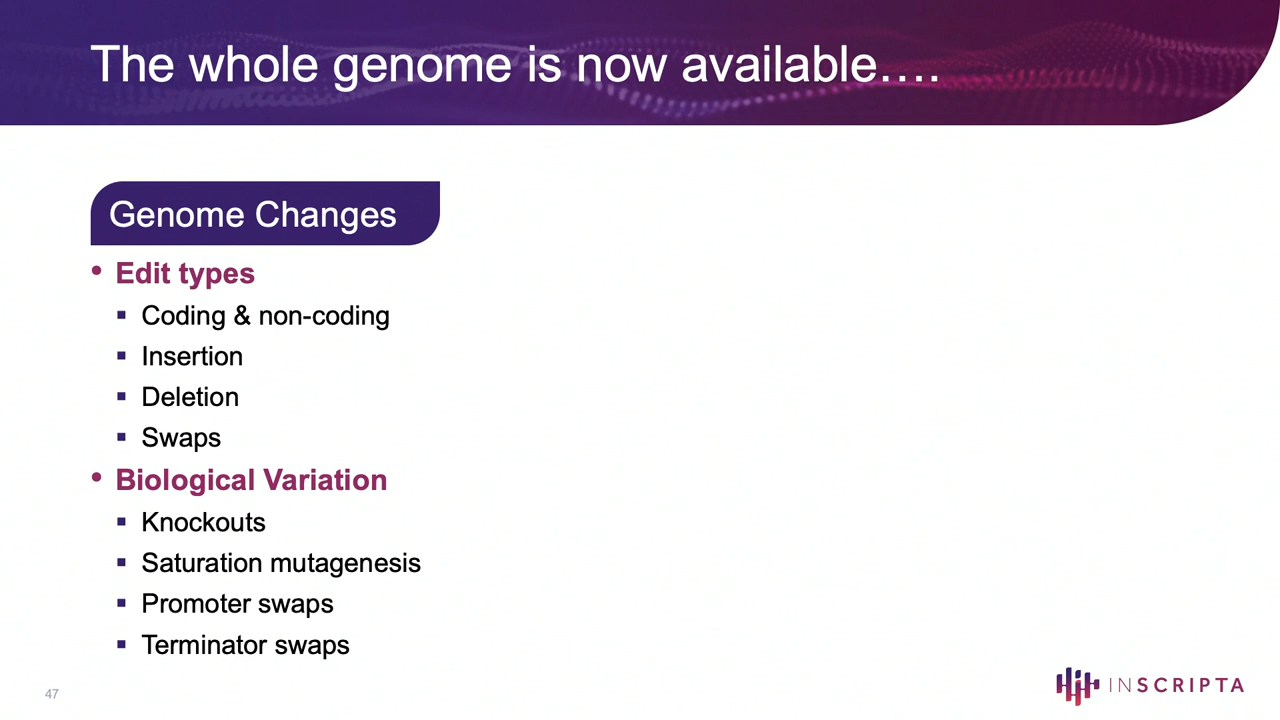 The whole genome is now available….
Genome Changes
• Edit types
▪ Coding & non-coding
▪ Insertion
▪ Deletion
▪ Swaps
• Biological Variation
▪ Knockouts
▪ Saturation mutagenesis
▪ Promoter swaps
▪ Terminator swaps
47
INSCRIPTA